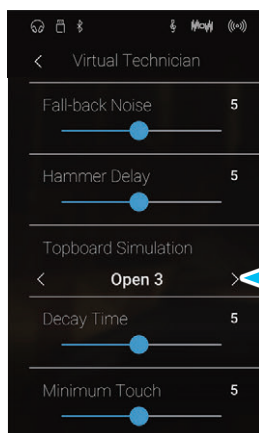 < Virtual Technician
Fall-back Noise 5
Hammer Delay 5
Topboard Simulation
< Open 3 >
Decay Time 5
Minimum Touch 5